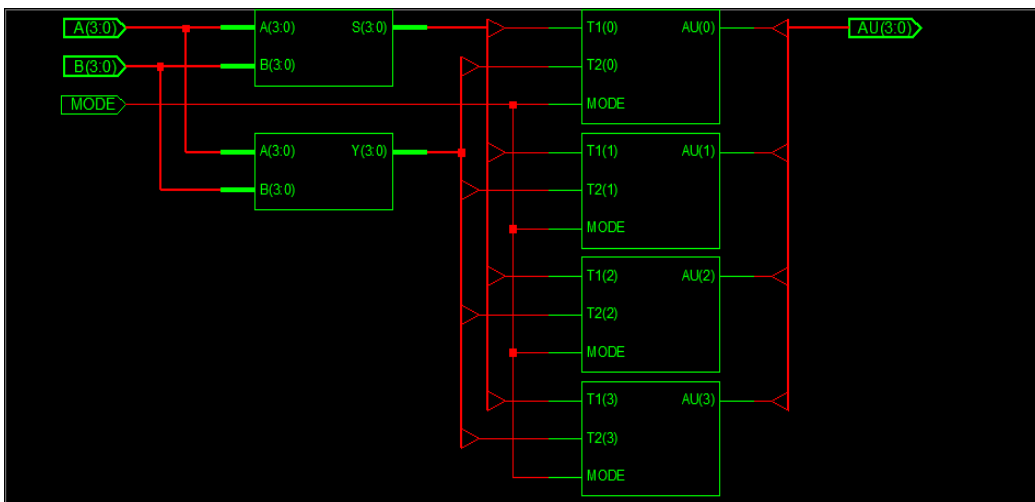 A(3:0) A(3:0) S(3:0) T1(0) AU(0) AU(3:0)
B(3:0) B(3:0) T2(0)
MODE MODE
A(3:0) Y(3:0) T1(1) AU(1)
B(3:0) T2(1)
MODE
T1(2) AU(2)
T2(2)
MODE
T1(3) AU(3)
T2(3)
MODE